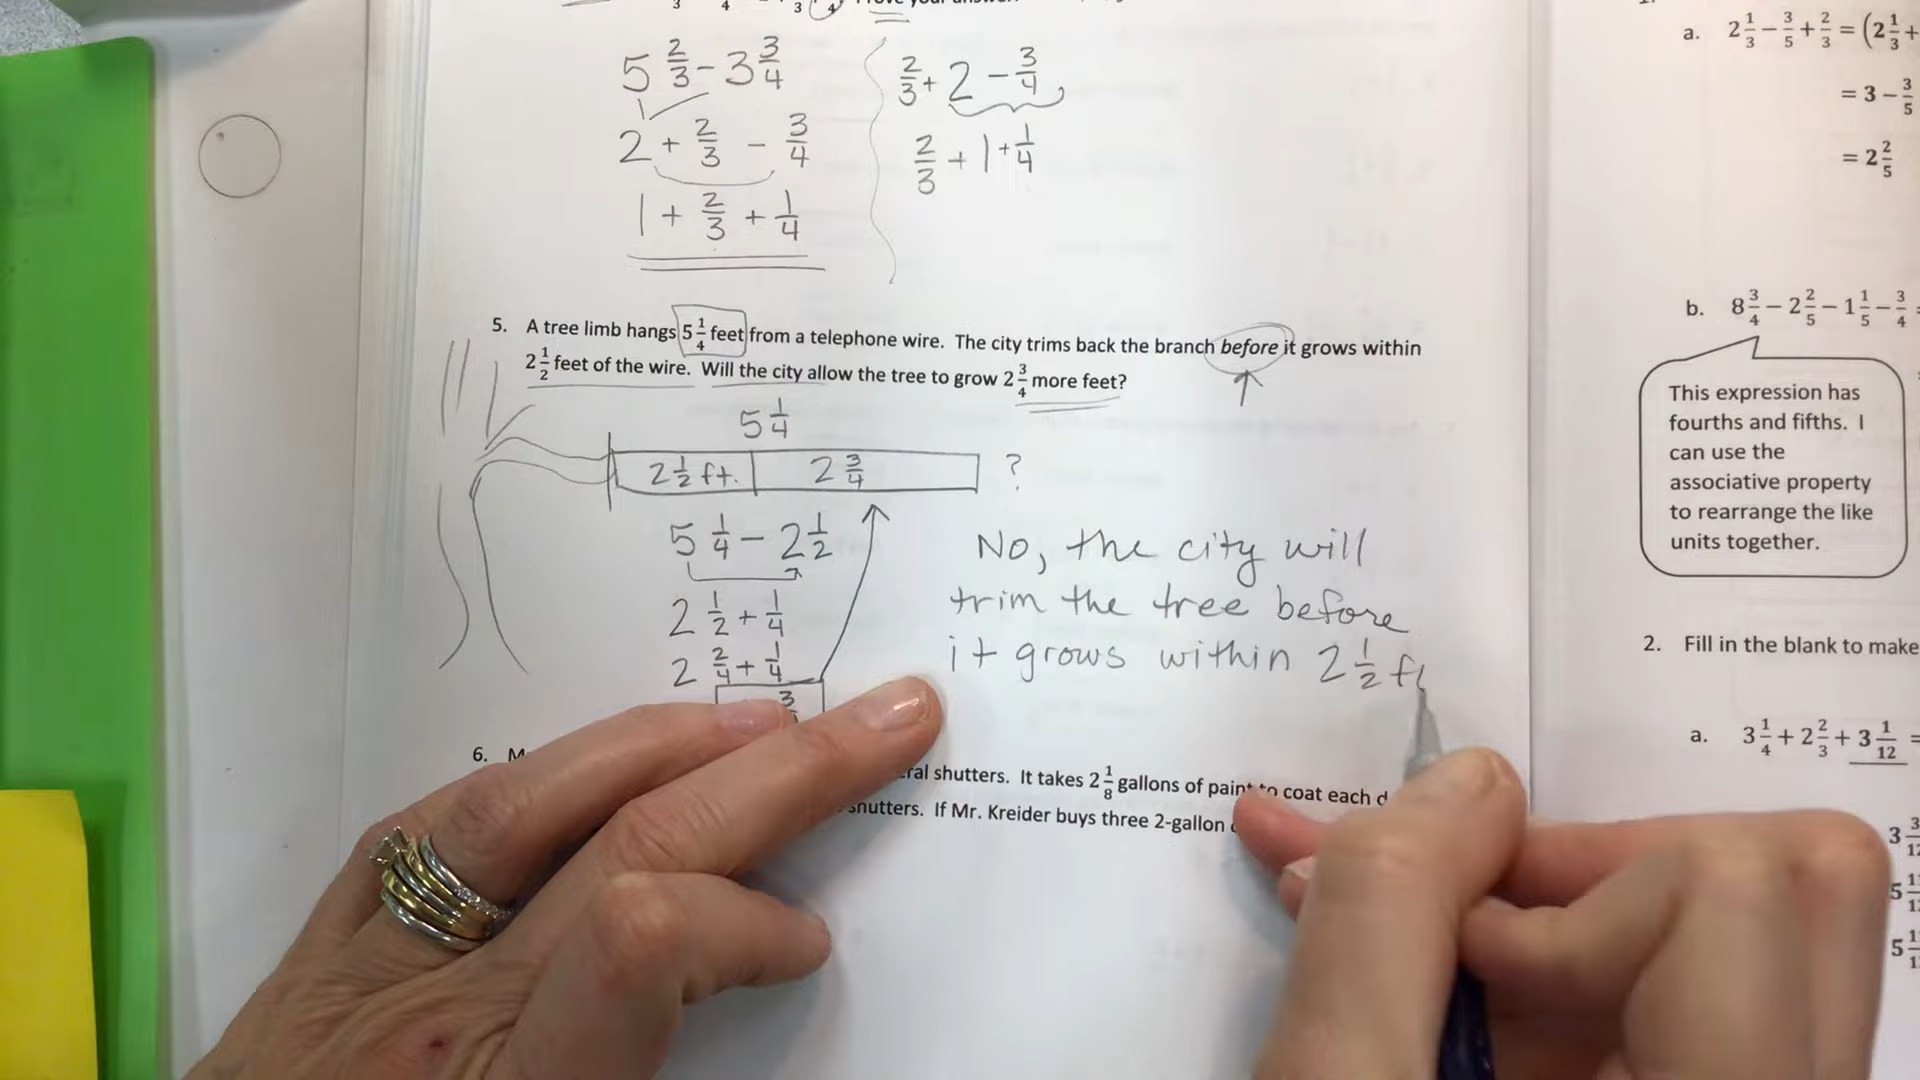 5 2/3 - 3 3/4
2 + 2/3 - 3/4
1 + 2/3 + 1/4
2/3 + 2 - 3/4
2/3 + 1 + 1/4
5. A tree limb hangs 5 1/4 feet from a telephone wire. The city trims back the branch before it grows within
2 1/2 feet of the wire. Will the city allow the tree to grow 2 3/4 more feet?
5 1/4
2 1/2 ft. 2 3/4 ?
5 1/4 - 2 1/2
2 1/2 + 1/4
2 2/4 + 1/4
No, the city will
trim the tree before
it grows within 2 1/2
6.
shutters. It takes 2 1/8 gallons of paint to coat each
shutters. If Mr. Kreider buys three 2-gallon
a. 2 1/3 - 3/5 + 2/3 = (2 1/3 +
= 3 - 3/5
= 2 2/5
b. 8 3/4 - 2 2/5 - 1 1/5 - 3/4 =
This expression has
fourths and fifths. I
can use the
associative property
to rearrange the like
units together.
2. Fill in the blank to make
a. 3 1/4 + 2 2/3 + 3 1/12 =